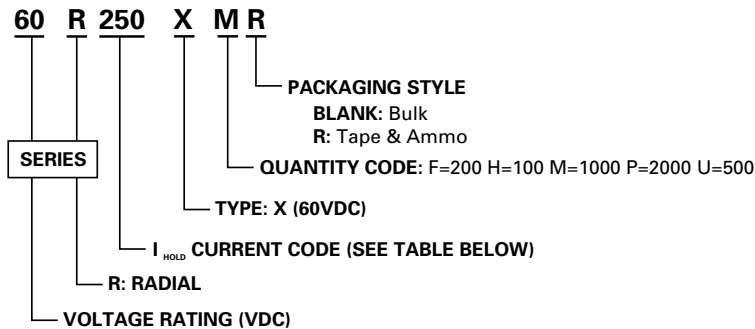 60 R 250 X M R
PACKAGING STYLE
BLANK: Bulk
R: Tape & Ammo
SERIES
QUANTITY CODE: F=200 H=100 M=1000 P=2000 U=500
TYPE: X (60VDC)
I HOLD CURRENT CODE (SEE TABLE BELOW)
R: RADIAL
VOLTAGE RATING (VDC)